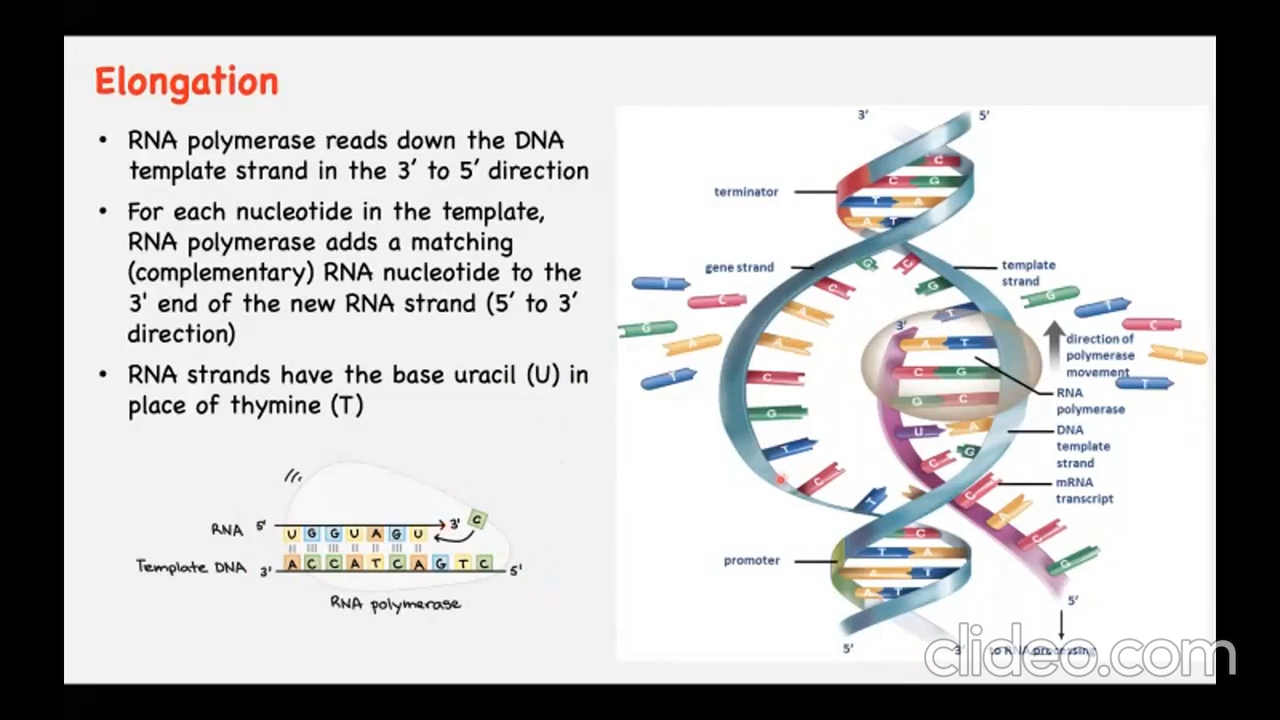 Elongation
• RNA polymerase reads down the DNA
template strand in the 3′ to 5′ direction
• For each nucleotide in the template,
RNA polymerase adds a matching
(complementary) RNA nucleotide to the
3' end of the new RNA strand (5′ to 3′
direction)
• RNA strands have the base uracil (U) in
place of thymine (T)
RNA 5' 3' C
U G G U A G U
Template DNA 3' A C C A T C A G T C 5'
RNA polymerase
3′ 5′
C
C G
terminator
T A
A T
gene strand
G C
template
strand
T C G C A G T C A
G A T T
A A
3′
direction of
polymerase
movement
A T
C C G
G C
RNA
polymerase
G U A
DNA
template
strand
T C G
mRNA
transcript
C T C A C G
promoter
C
T A
A T
A T
5′ 3′
5′
to RNA processing
clideo.com